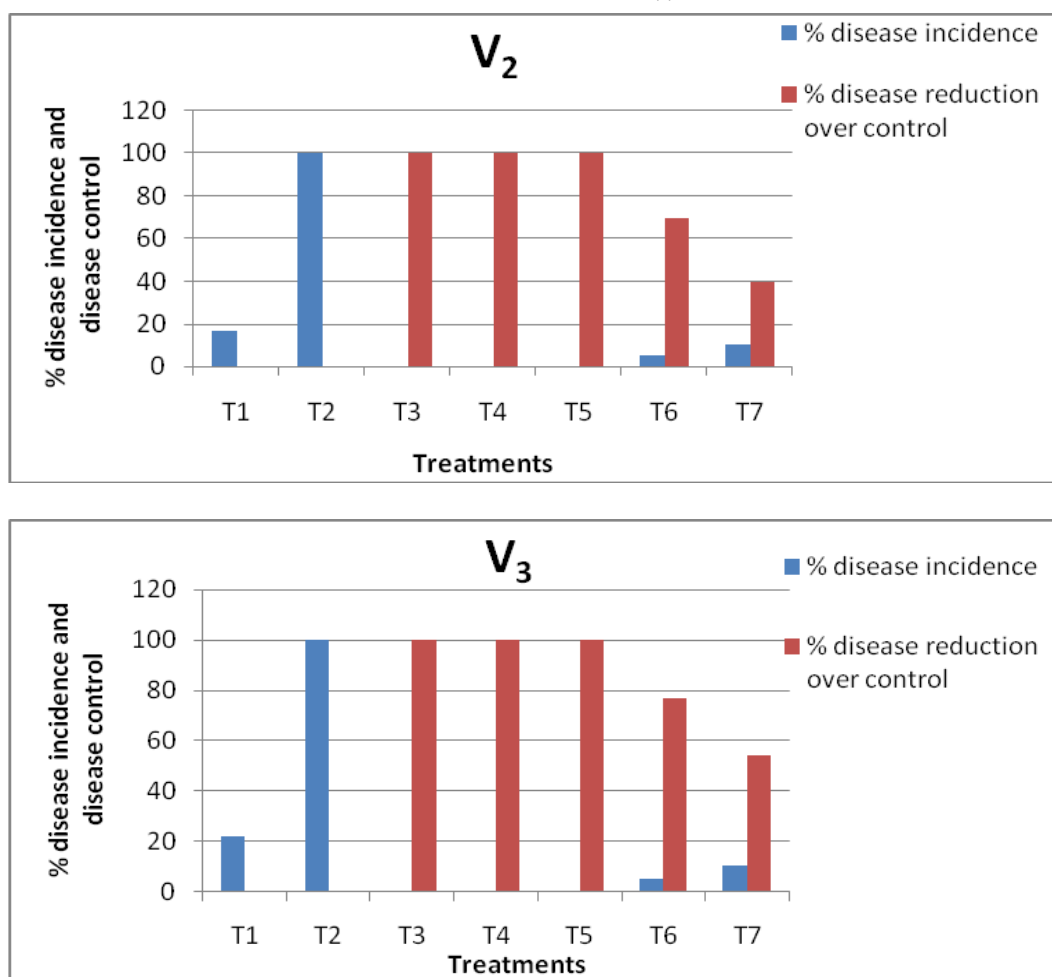 V₂
% disease incidence
% disease reduction
over control
% disease incidence and
disease control
120
100
80
60
40
20
0
T1 T2 T3 T4 T5 T6 T7
Treatments
V₃
% disease incidence
% disease reduction
over control
% disease incidence and
disease control
120
100
80
60
40
20
0
T1 T2 T3 T4 T5 T6 T7
Treatments